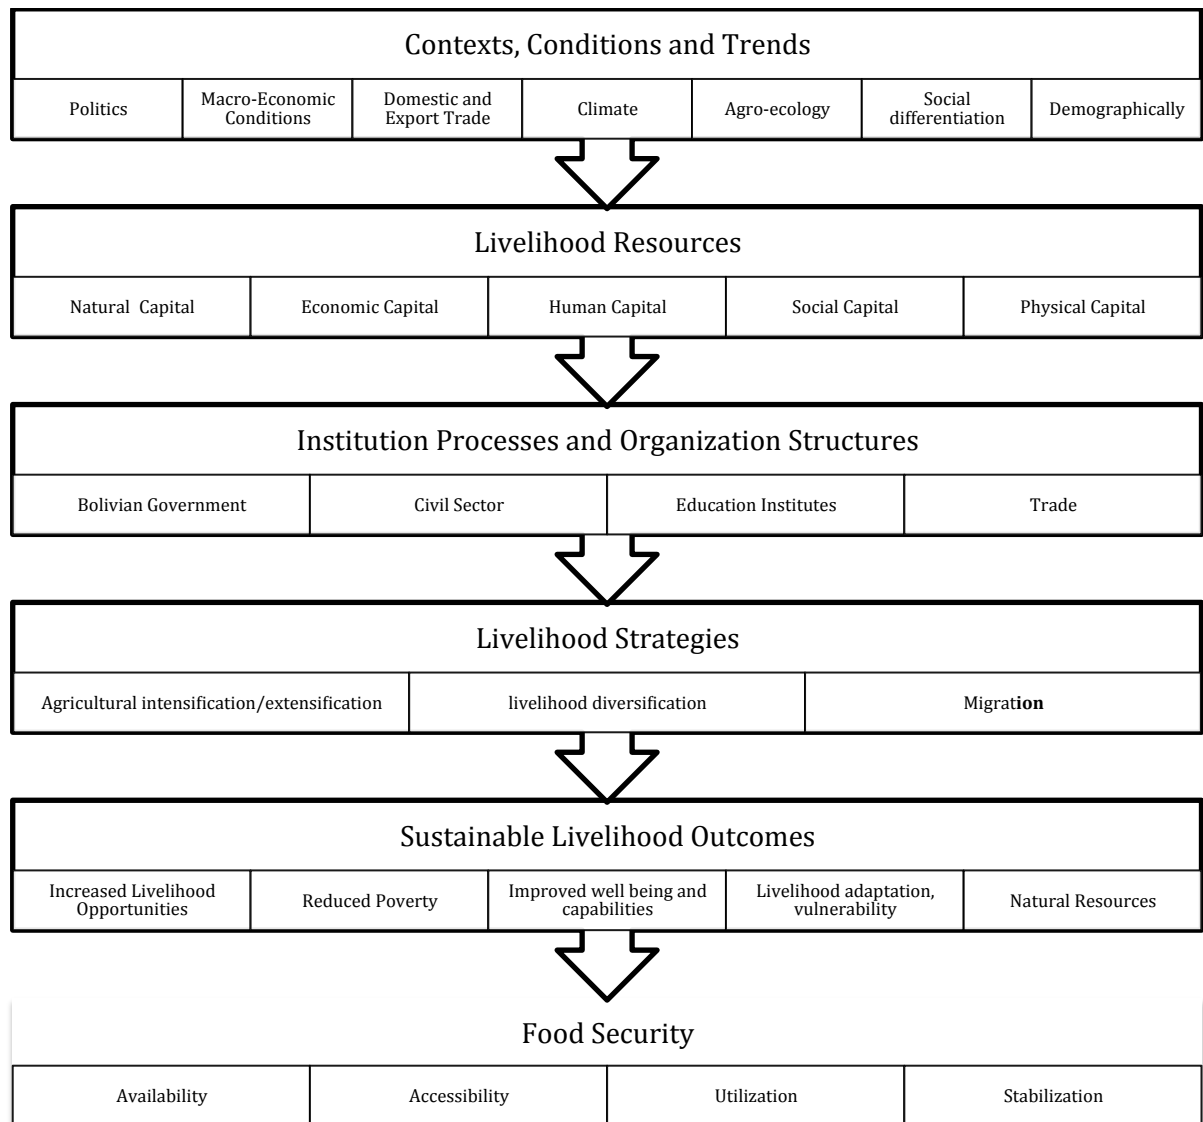 Contexts, Conditions and Trends
Politics
Macro-Economic
Conditions
Domestic and
Export Trade
Climate
Agro-ecology
Social
differentiation
Demographically
Livelihood Resources
Natural Capital
Economic Capital
Human Capital
Social Capital
Physical Capital
Institution Processes and Organization Structures
Bolivian Government
Civil Sector
Education Institutes
Trade
Livelihood Strategies
Agricultural intensification/extensification
livelihood diversification
Migration
Sustainable Livelihood Outcomes
Increased Livelihood
Opportunities
Reduced Poverty
Improved well being and
capabilities
Livelihood adaptation,
vulnerability
Natural Resources
Food Security
Availability
Accessibility
Utilization
Stabilization